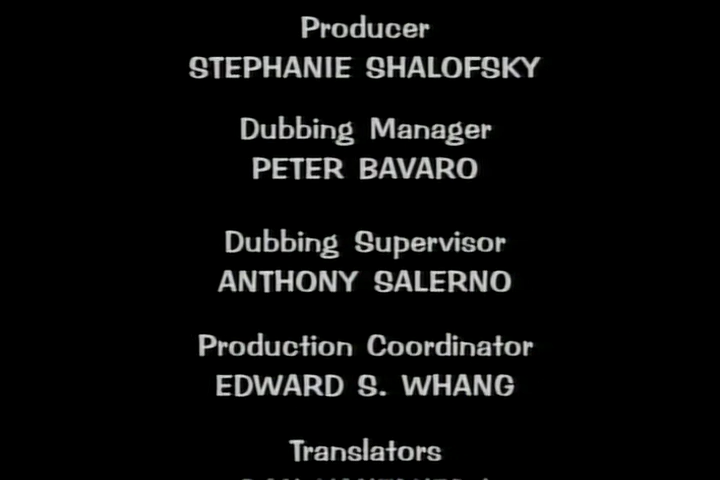 Producer
STEPHANIE SHALOFSKY
Dubbing Manager
PETER BAVARO
Dubbing Supervisor
ANTHONY SALERNO
Production Coordinator
EDWARD S. WHANG
Translators